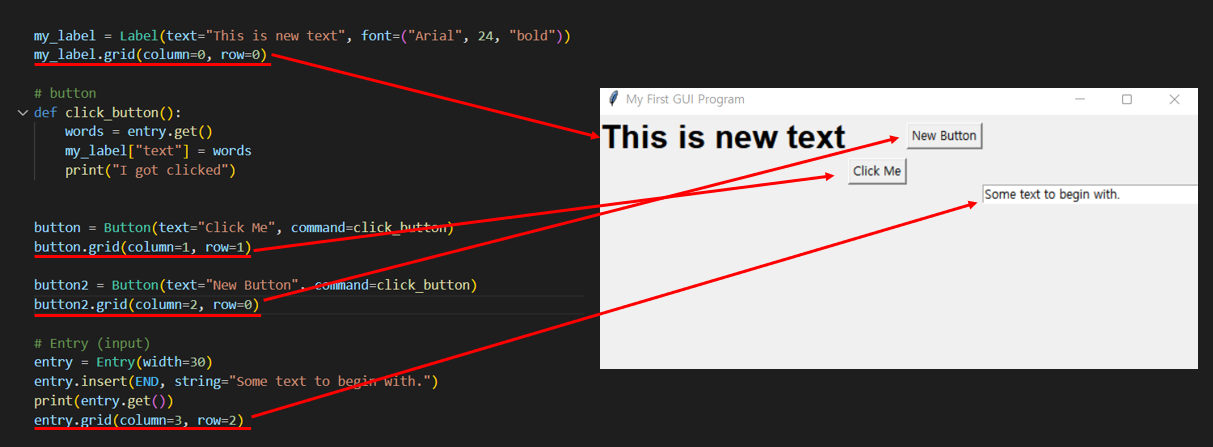 my_label = Label(text="This is new text", font=("Arial", 24, "bold"))
my_label.grid(column=0, row=0)
# button
def click_button():
words = entry.get()
my_label["text"] = words
print("I got clicked")
button = Button(text="Click Me", command=click_button)
button.grid(column=1, row=1)
button2 = Button(text="New Button", command=click_button)
button2.grid(column=2, row=0)
# Entry (input)
entry = Entry(width=30)
entry.insert(END, string="Some text to begin with.")
print(entry.get())
entry.grid(column=3, row=2)
My First GUI Program
This is new text
New Button
Click Me
Some text to begin with.